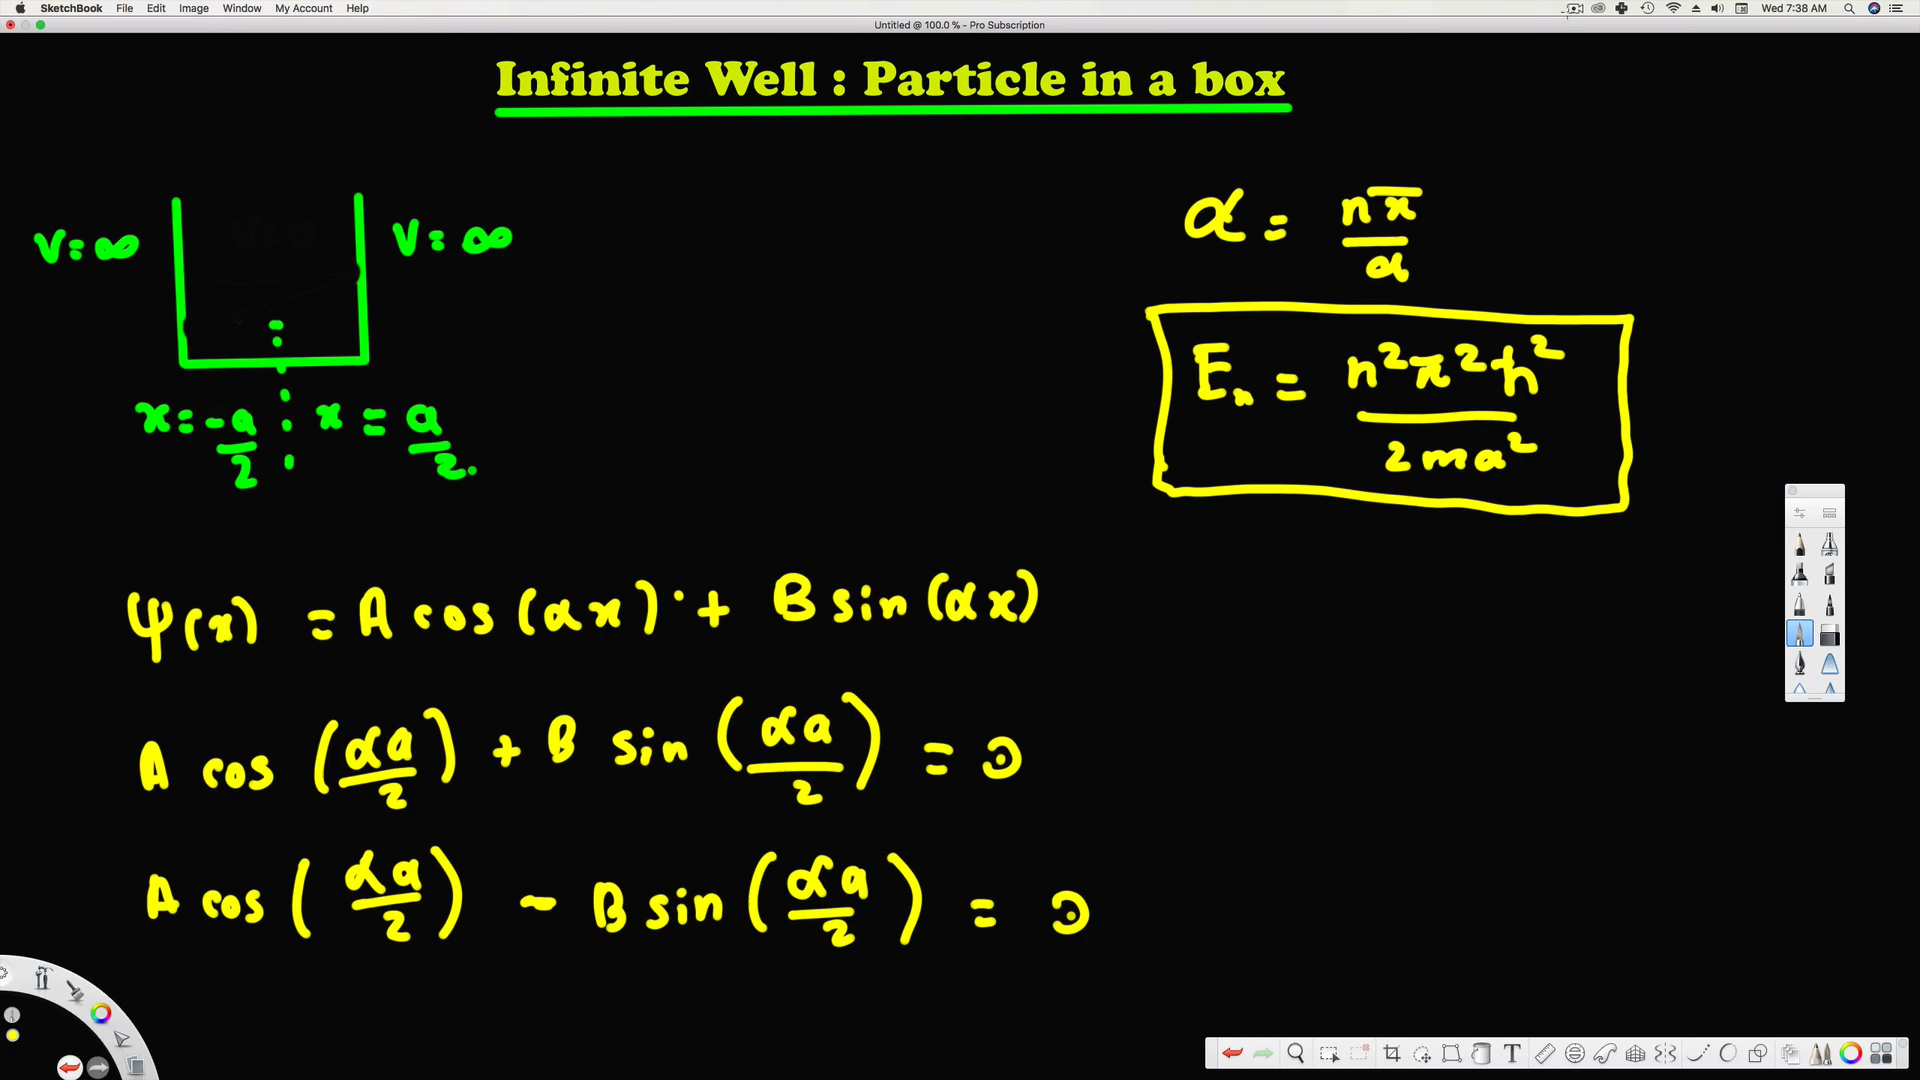 SketchBook File Edit Image Window My Account Help Wed 7:38 AM
Untitled @ 100.0 % - Pro Subscription
Infinite Well : Particle in a box
V=∞ V=∞
x=-a/2 x=a/2
α = nπ/a
Eₙ = n²π²ħ²/2ma²
ψ(x) = A cos(αx) + B sin(αx)
A cos(αa/2) + B sin(αa/2) = 0
A cos(αa/2) - B sin(αa/2) = 0
T